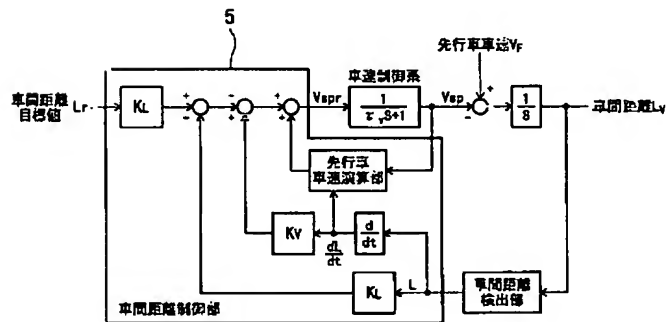 5
先行車車速VF
車間距離
目標値
Lr
KL
+
-
-
+
+
+
Vspr
車速制御系
1
τvS+1
Vsp
+
-
1
S
車間距離Lv
先行車
車速演算部
KV
dL
dt
d
dt
KL
L
車間距離
検出部
車間距離制御部